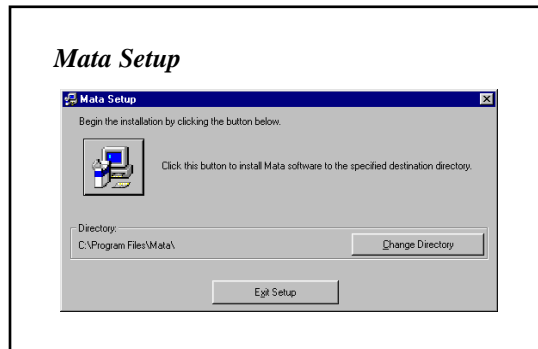 Mata Setup
Mata Setup
Begin the installation by clicking the button below.
Click this button to install Mata software to the specified destination directory.
Directory:
C:\Program Files\Mata\
Change Directory
Exit Setup